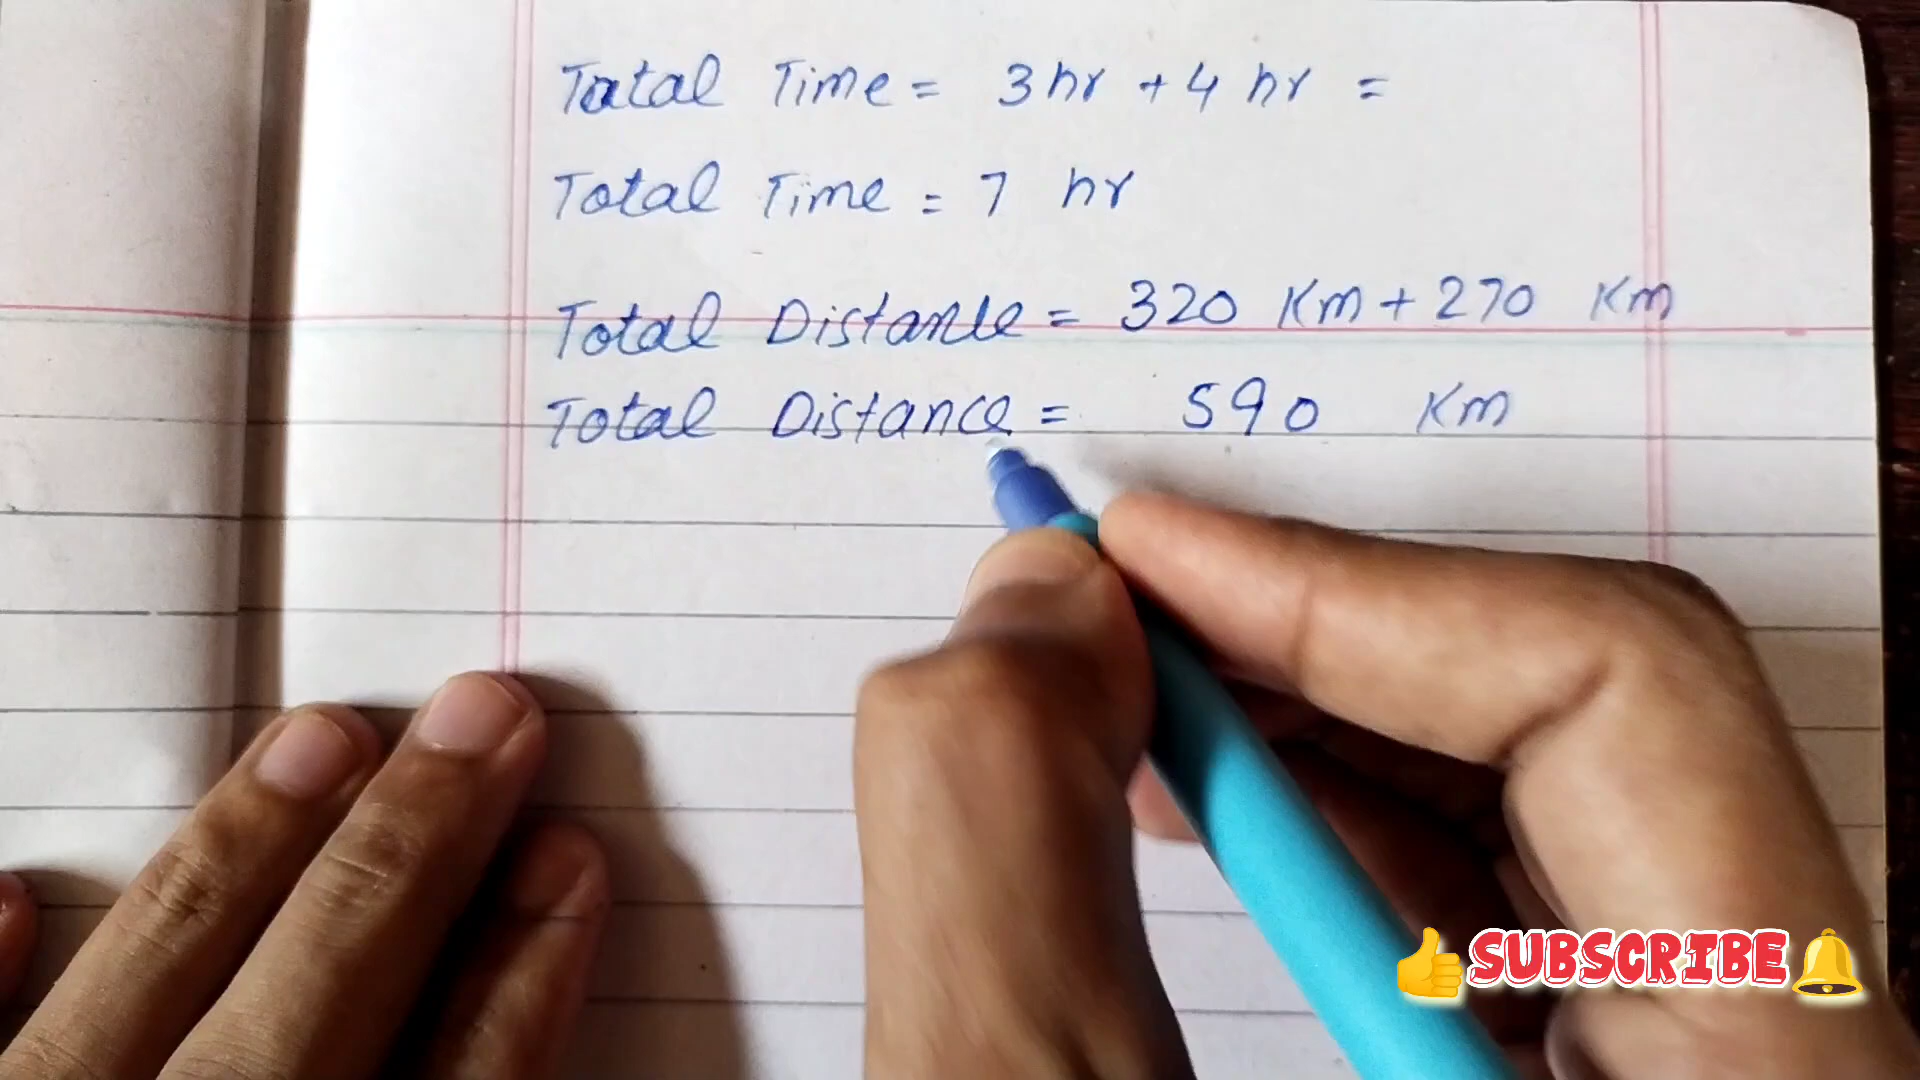 Total Time = 3 hr + 4 hr =
Total Time = 7 hr
Total Distance = 320 Km + 270 Km
Total Distance = 590 Km
SUBSCRIBE